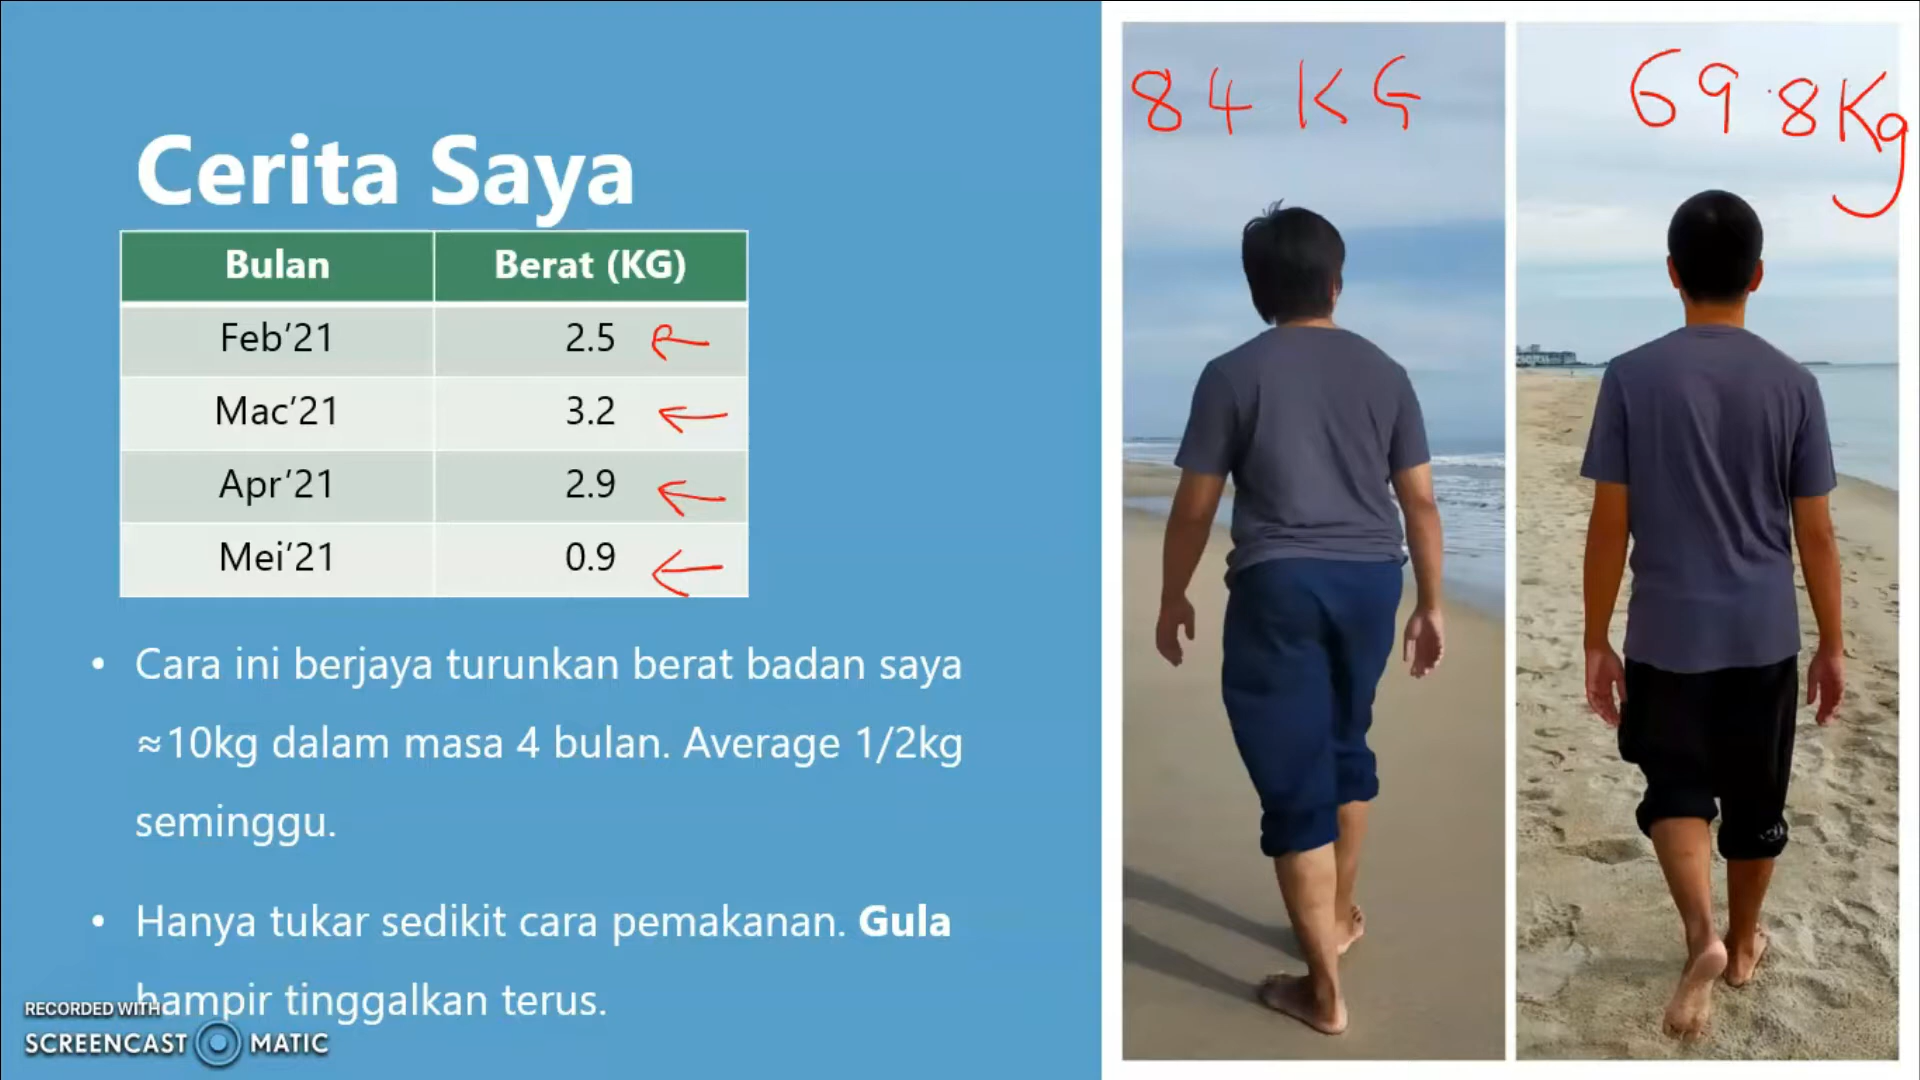 Cerita Saya
Bulan Berat (KG)
Feb’21 2.5
Mac’21 3.2
Apr’21 2.9
Mei’21 0.9
• Cara ini berjaya turunkan berat badan saya
≈10kg dalam masa 4 bulan. Average 1/2kg
seminggu.
• Hanya tukar sedikit cara pemakanan. Gula
hampir tinggalkan terus.
84 KG
69.8Kg
RECORDED WITH
SCREENCAST MATIC